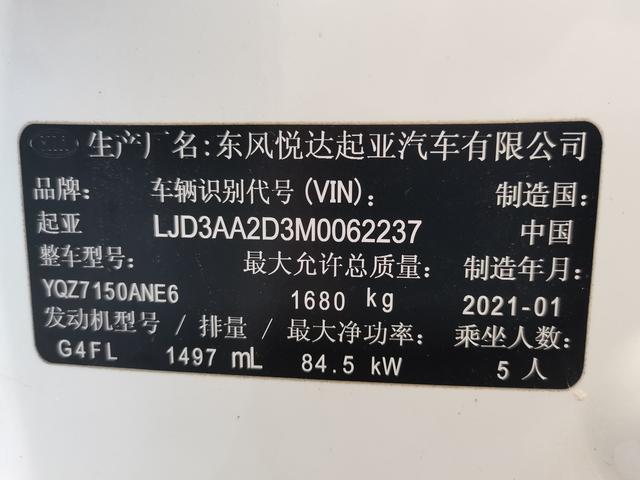 生产厂名:东风悦达起亚汽车有限公司
品牌: 车辆识别代号(VIN): 制造国:
起亚 LJD3AA2D3M0062237 中国
整车型号: 最大允许总质量: 制造年月:
YQZ7150ANE6 1680 kg 2021-01
发动机型号/排量/最大净功率: 乘坐人数:
G4FL 1497 mL 84.5 kW 5 人